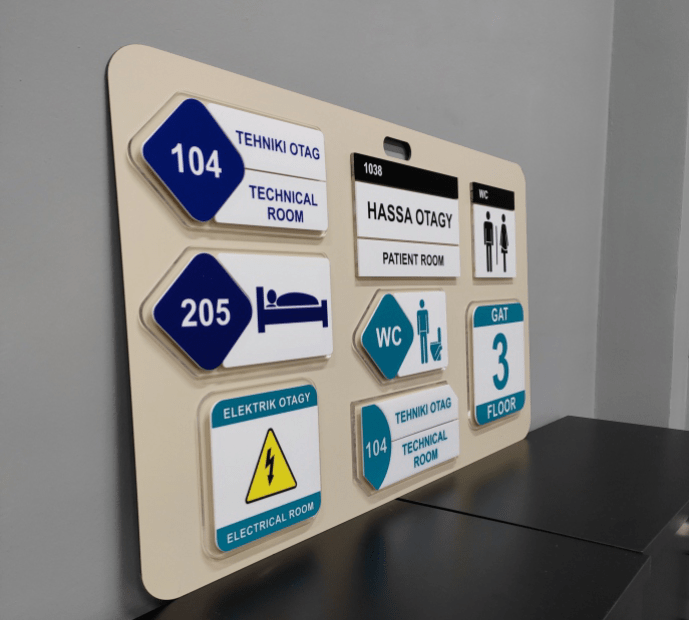 104
TEHNIKI OTAG
TECHNICAL
ROOM
1038
HASSA OTAGY
PATIENT ROOM
WC
205
WC
GAT
3
FLOOR
ELEKTRIK OTAGY
ELECTRICAL ROOM
104
TEHNIKI OTAG
TECHNICAL
ROOM